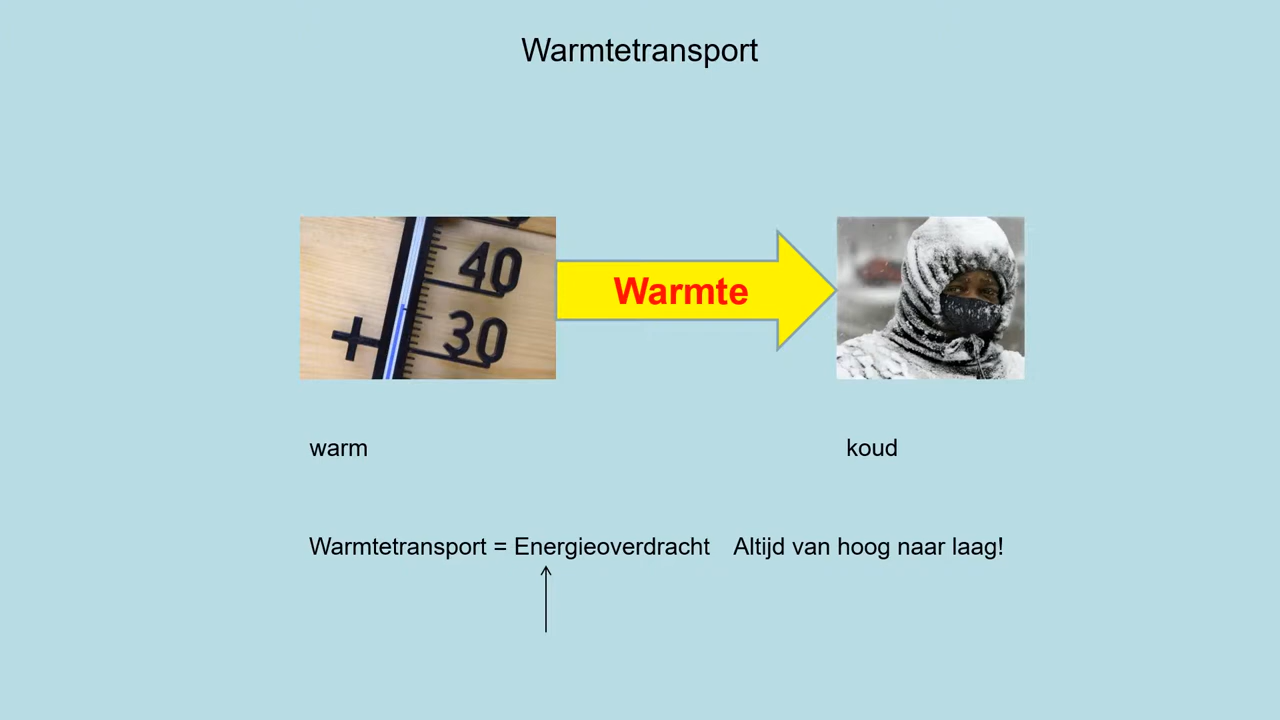 Warmtetransport
40
+ 30
Warmte
warm
koud
Warmtetransport = Energieoverdracht Altijd van hoog naar laag!